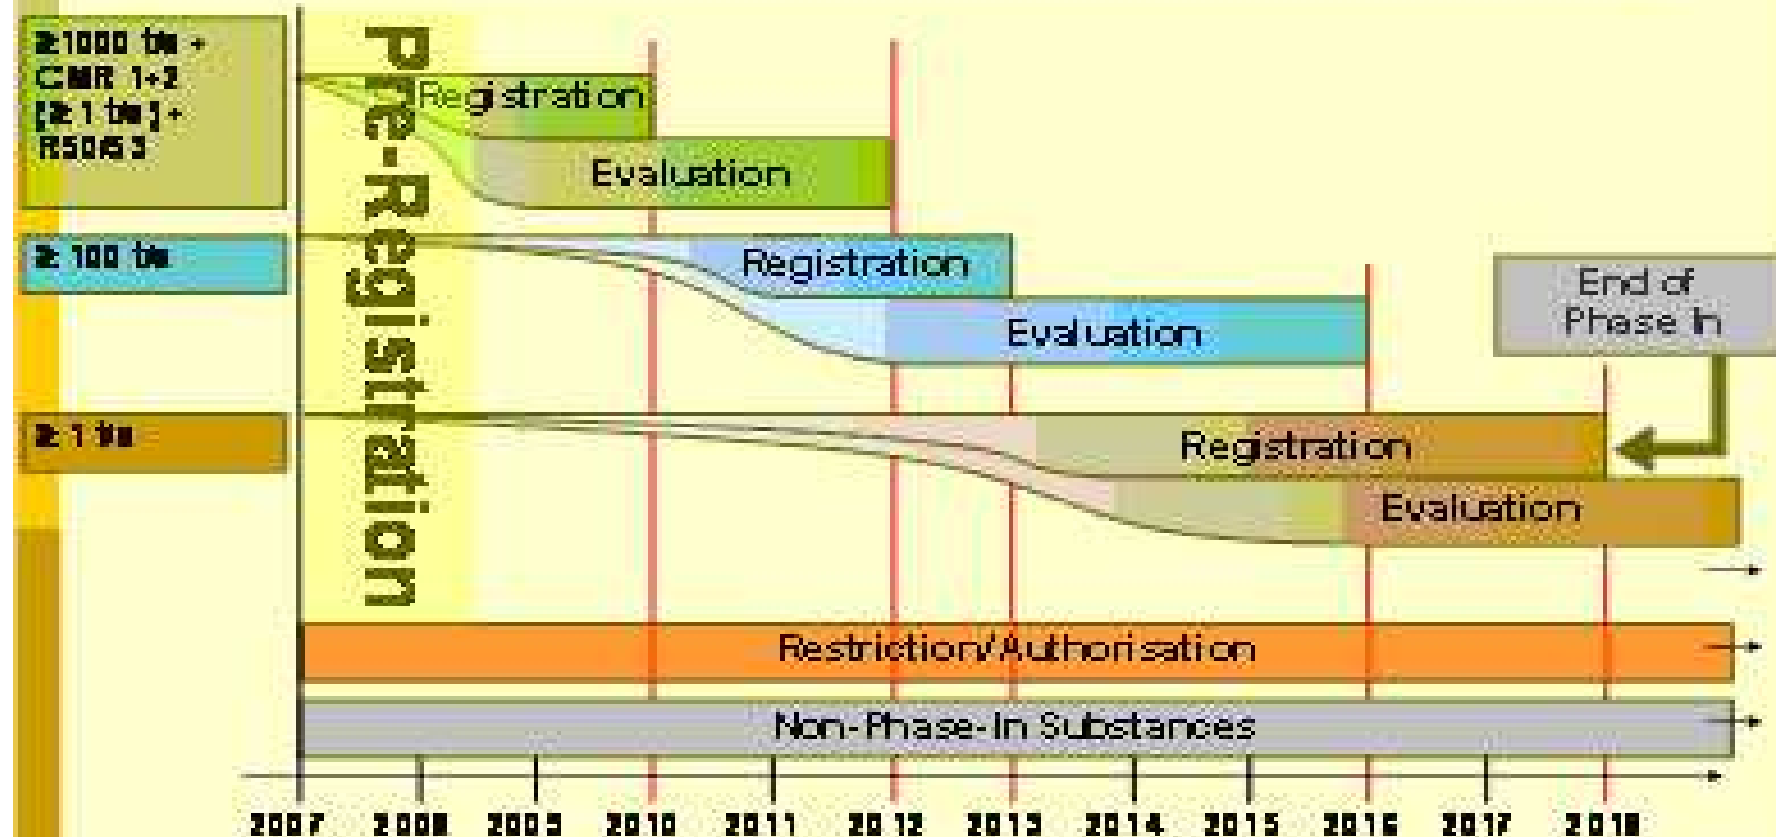 ≥1000 t/a +
CMR 1+2
[≥ 1 t/a] +
R50/53
Pre-Registration
Registration
Evaluation
≥ 100 t/a
Registration
Evaluation
End of
Phase In
≥ 1 t/a
Registration
Evaluation
Restriction/Authorisation
Non-Phase-In Substances
2007 2008 2009 2010 2011 2012 2013 2014 2015 2016 2017 2018